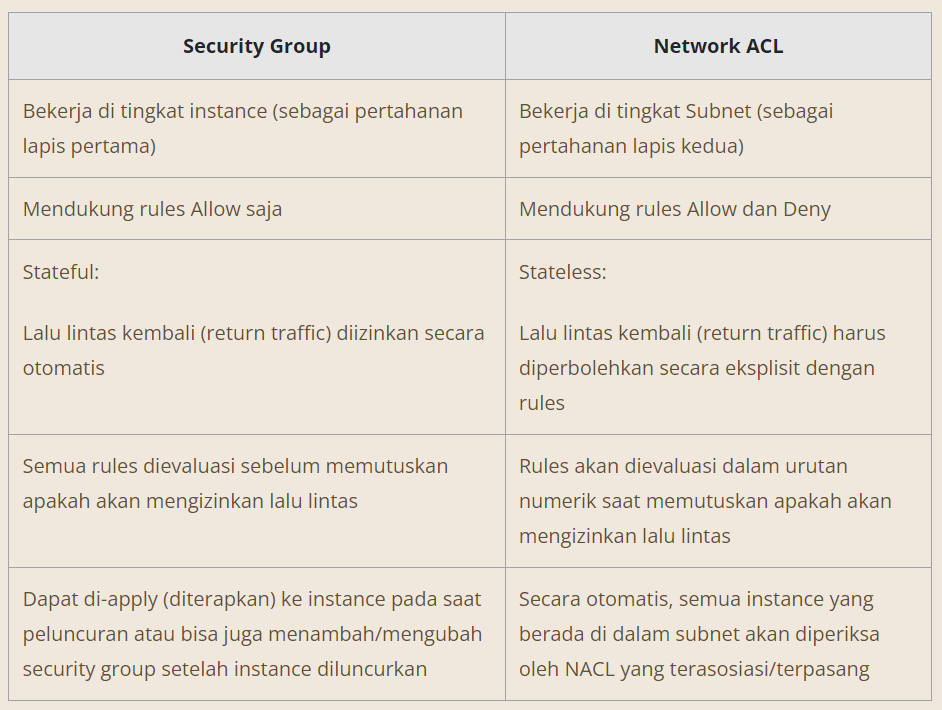 Security Group
Network ACL
Bekerja di tingkat instance (sebagai pertahanan
lapis pertama)
Bekerja di tingkat Subnet (sebagai
pertahanan lapis kedua)
Mendukung rules Allow saja
Mendukung rules Allow dan Deny
Stateful:
Lalu lintas kembali (return traffic) diizinkan secara
otomatis
Stateless:
Lalu lintas kembali (return traffic) harus
diperbolehkan secara eksplisit dengan
rules
Semua rules dievaluasi sebelum memutuskan
apakah akan mengizinkan lalu lintas
Rules akan dievaluasi dalam urutan
numerik saat memutuskan apakah akan
mengizinkan lalu lintas
Dapat di-apply (diterapkan) ke instance pada saat
peluncuran atau bisa juga menambah/mengubah
security group setelah instance diluncurkan
Secara otomatis, semua instance yang
berada di dalam subnet akan diperiksa
oleh NACL yang terasosiasi/terpasang